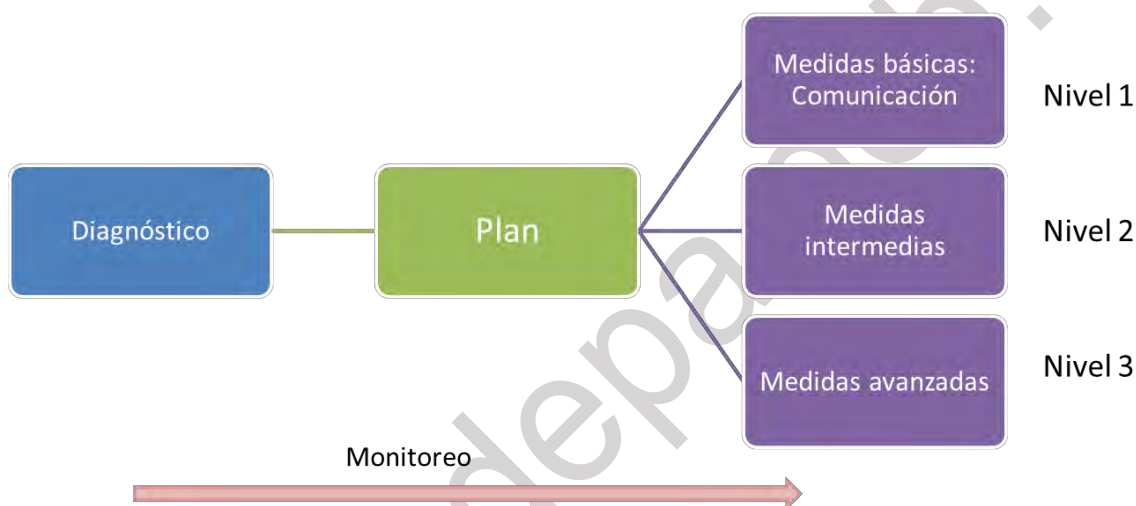 Medidas básicas:
Comunicación
Nivel 1
Diagnóstico
Plan
Medidas
intermedias
Nivel 2
Medidas avanzadas
Nivel 3
Monitoreo